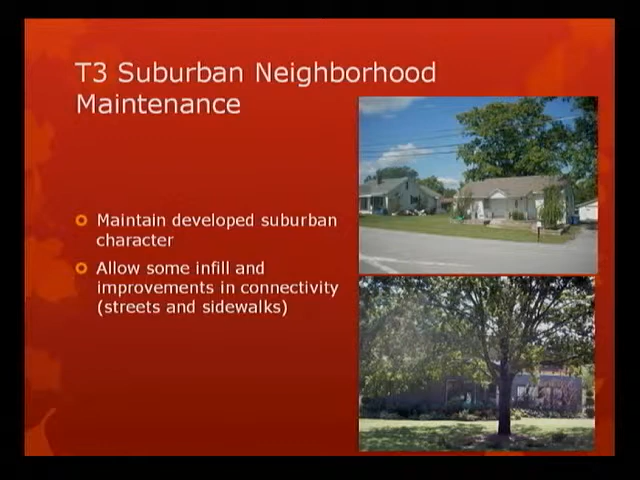 T3 Suburban Neighborhood
Maintenance
Maintain developed suburban
character
Allow some infill and
improvements in connectivity
(streets and sidewalks)